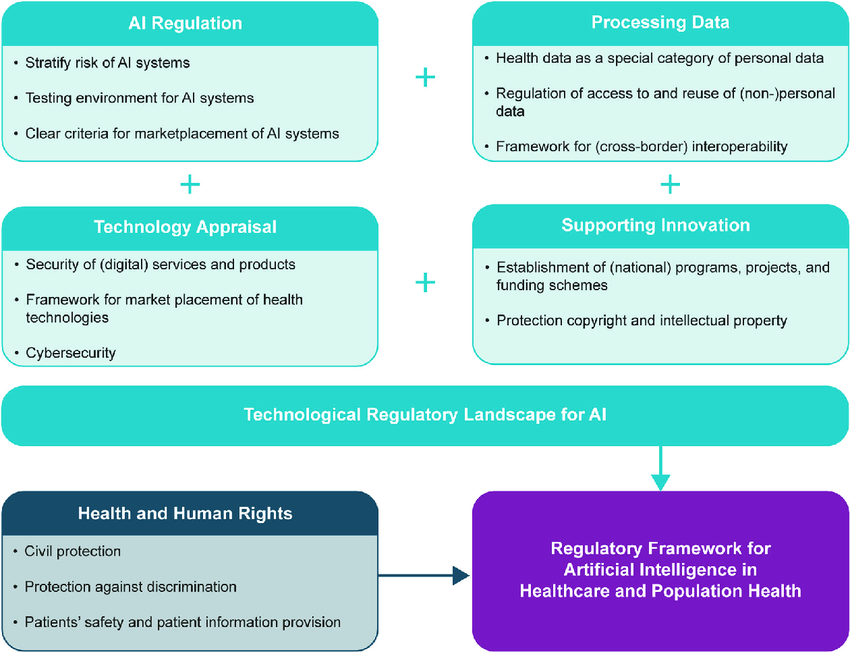 AI Regulation
• Stratify risk of AI systems
• Testing environment for AI systems
• Clear criteria for marketplacement of AI systems
+
Processing Data
• Health data as a special category of personal data
• Regulation of access to and reuse of (non-)personal
data
• Framework for (cross-border) interoperability
+
+
Technology Appraisal
• Security of (digital) services and products
• Framework for market placement of health
technologies
• Cybersecurity
+
Supporting Innovation
• Establishment of (national) programs, projects, and
funding schemes
• Protection copyright and intellectual property
Technological Regulatory Landscape for AI
Health and Human Rights
• Civil protection
• Protection against discrimination
• Patients' safety and patient information provision
Regulatory Framework for
Artificial Intelligence in
Healthcare and Population Health